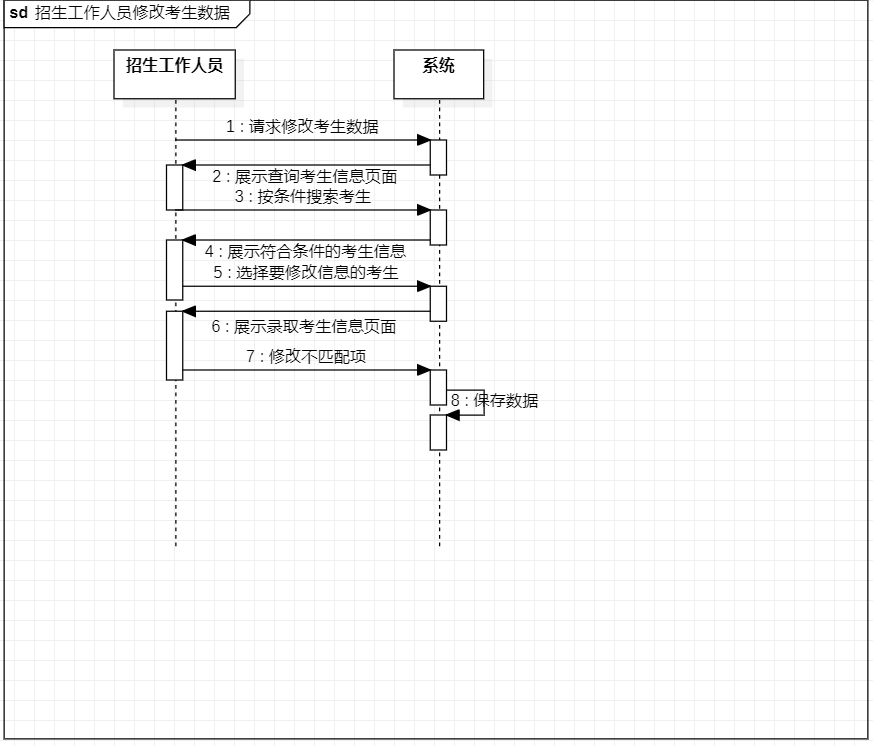 sd 招生工作人员修改考生数据
招生工作人员
系统
1 : 请求修改考生数据
2 : 展示查询考生信息页面
3 : 按条件搜索考生
4 : 展示符合条件的考生信息
5 : 选择要修改信息的考生
6 : 展示录取考生信息页面
7 : 修改不匹配项
8 : 保存数据